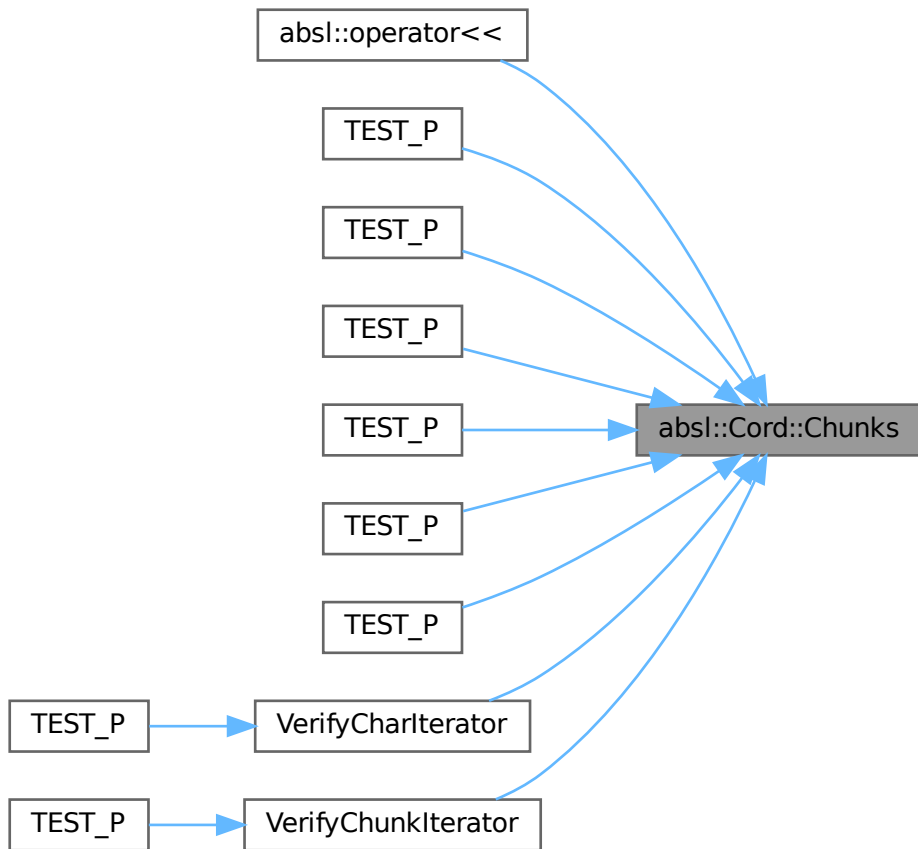 absl::operator<<
TEST_P
TEST_P
TEST_P
TEST_P
absl::Cord::Chunks
TEST_P
TEST_P
TEST_P
VerifyCharIterator
TEST_P
VerifyChunkIterator